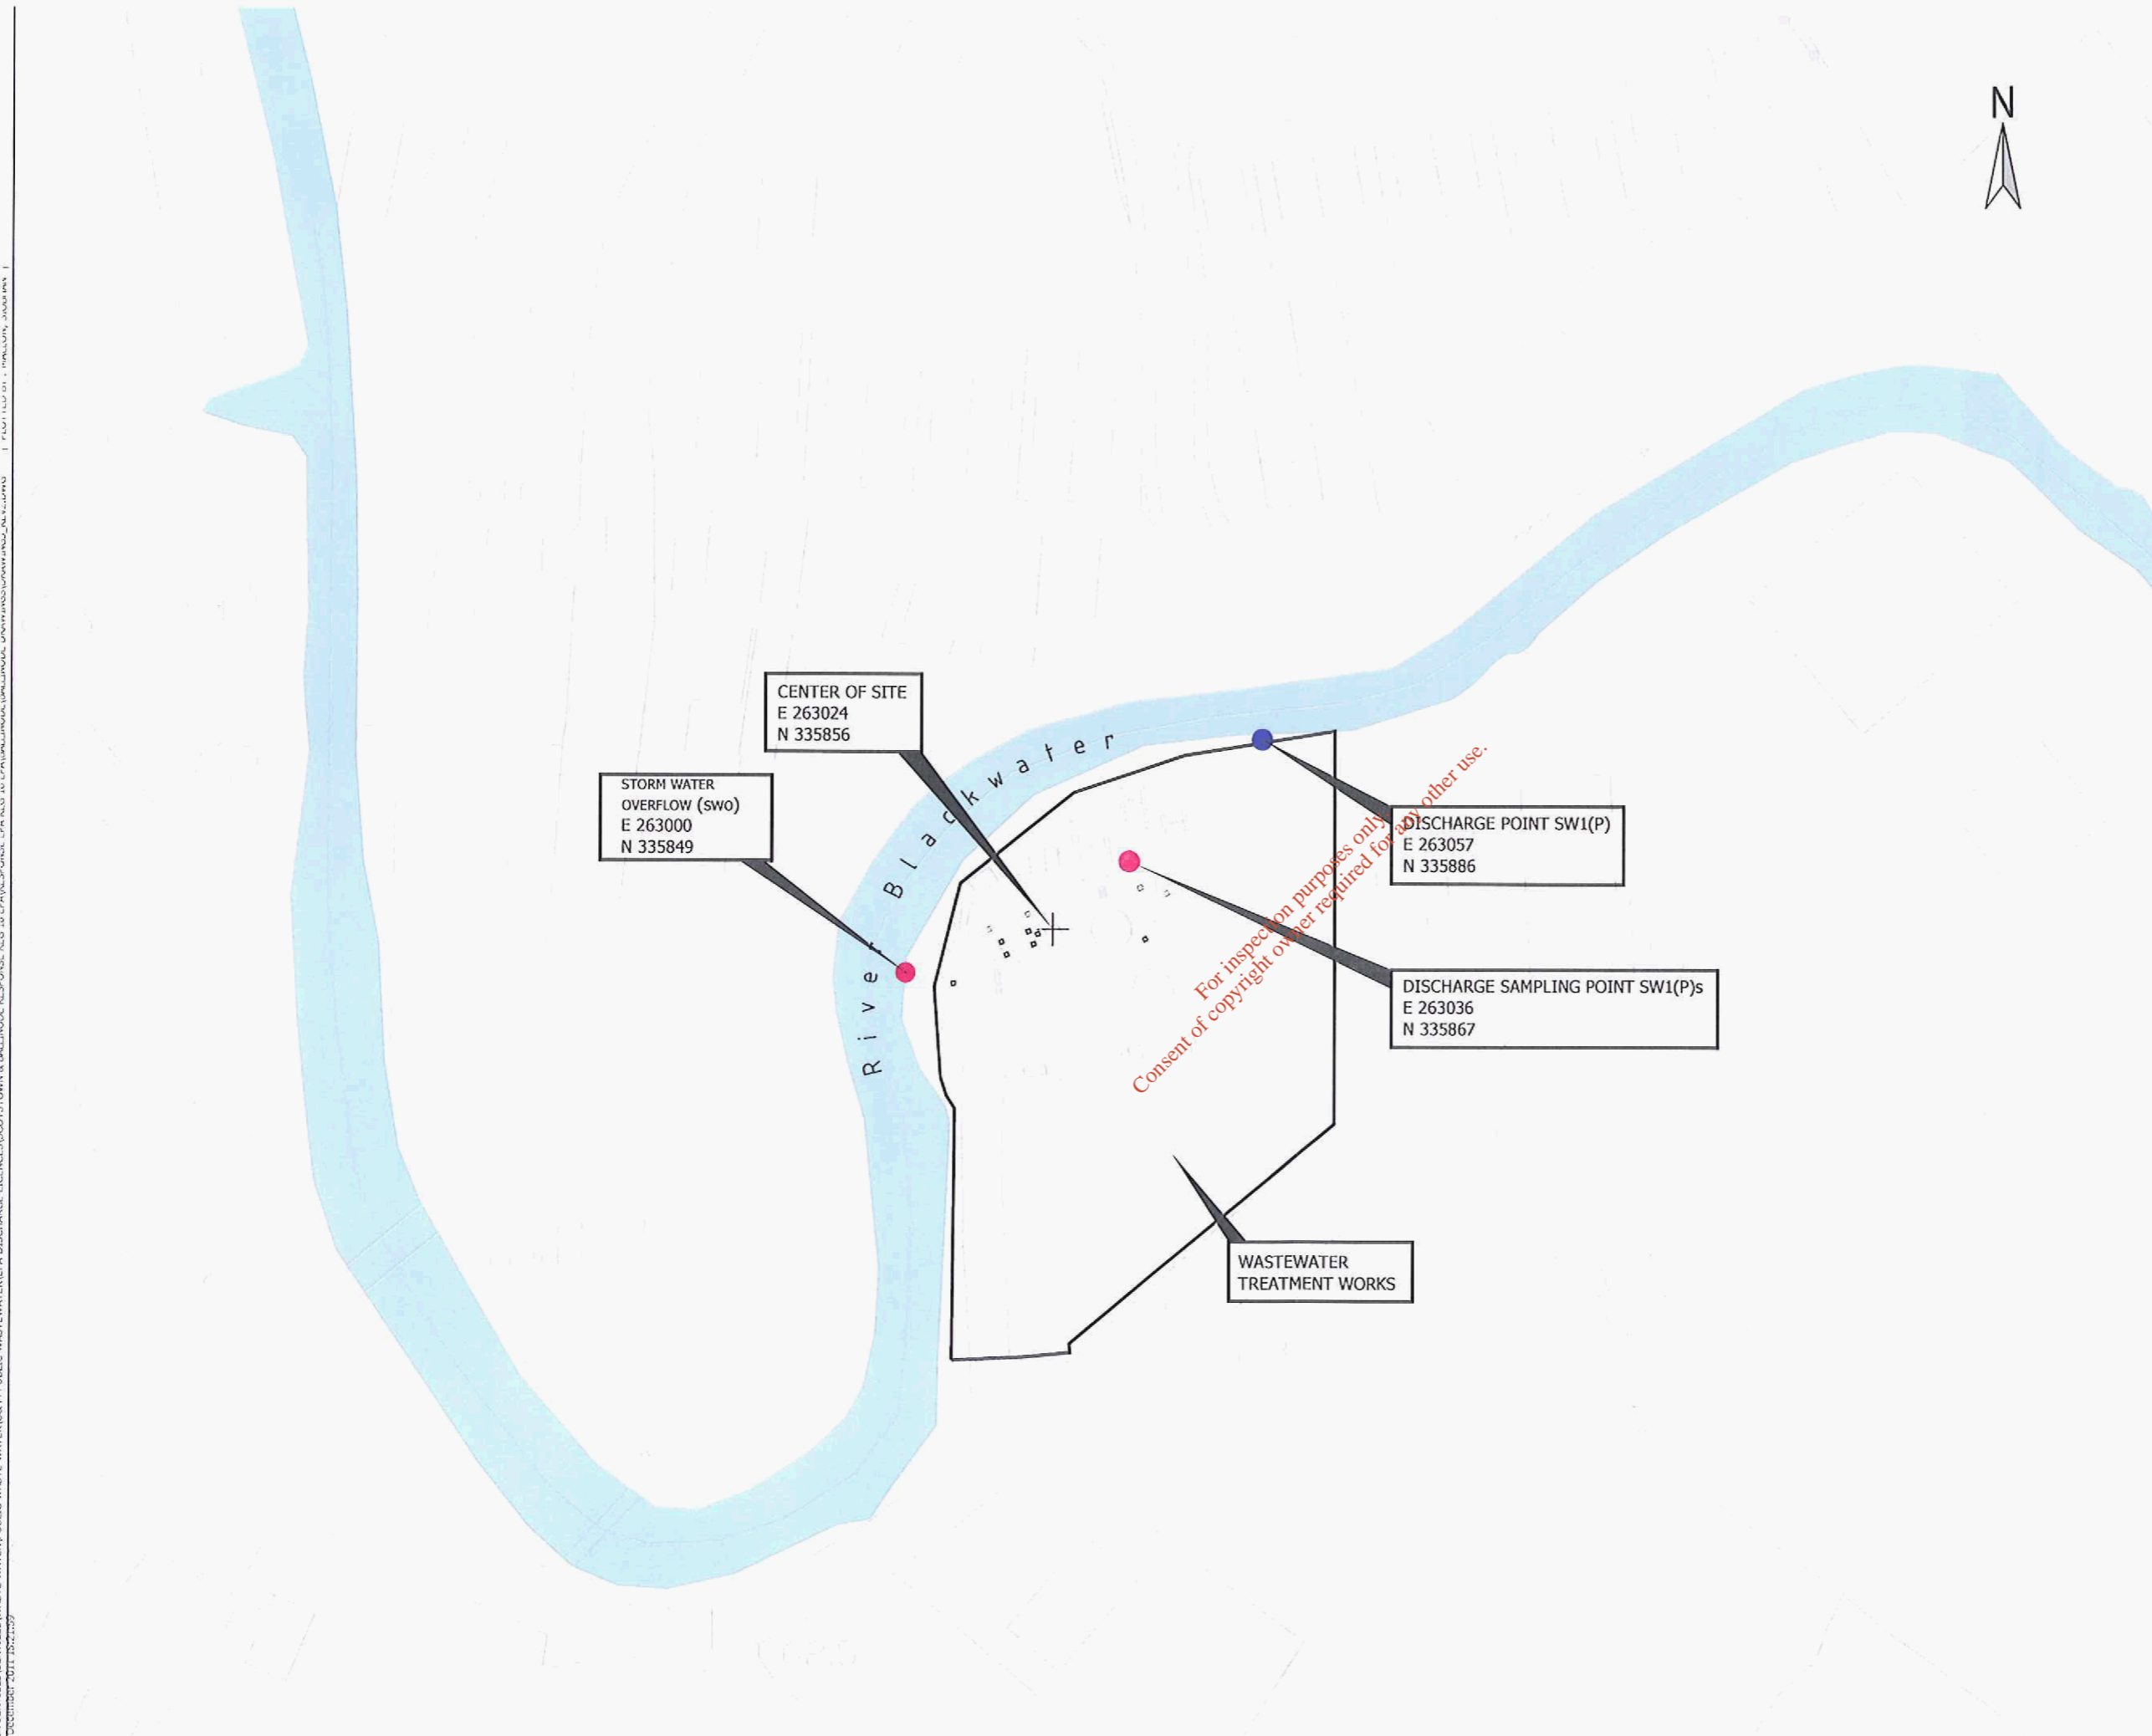 N
CENTER OF SITE
E 263024
N 335856
STORM WATER
OVERFLOW (SWO)
E 263000
N 335849
River Blackwater
DISCHARGE POINT SW1(P)
E 263057
N 335886
DISCHARGE SAMPLING POINT SW1(P)s
E 263036
N 335867
WASTEWATER
TREATMENT WORKS
For inspection purposes only.
Consent of copyright owner required for any other use.